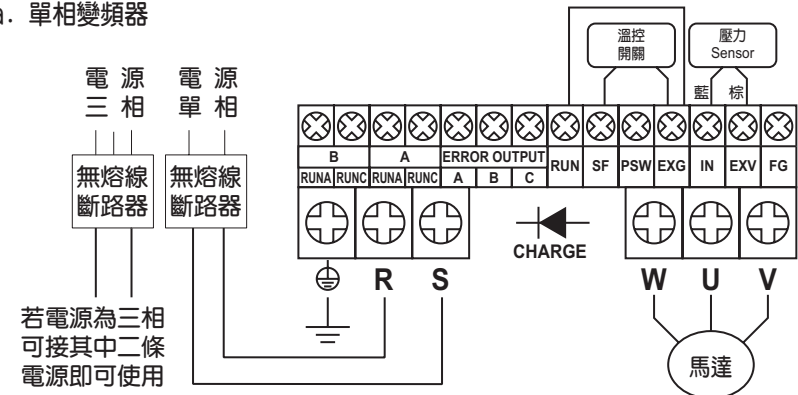 a. 單相變頻器
溫控
開關
壓力
Sensor
電 源
三 相
電 源
單 相
藍 棕
B A ERROR OUTPUT RUN SF PSW EXG IN EXV FG
RUNA RUNC RUNA RUNC A B C
無熔線
斷路器
無熔線
斷路器
CHARGE
R S W U V
若電源為三相
可接其中二條
電源即可使用
馬達